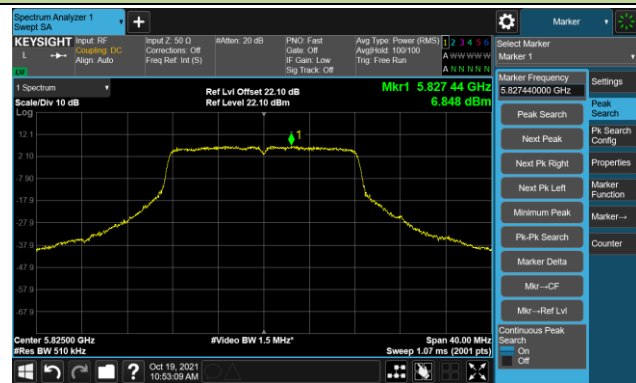 Spectrum Analyzer 1
Swept SA
Marker
KEYSIGHT
Input: RF
Coupling: DC
Align: Auto
Input Z: 50 Ω
Corrections: Off
Freq Ref: Int (S)
#Atten: 20 dB
PNO: Fast
Gate: Off
IF Gain: Low
Sig Track: Off
Avg Type: Power (RMS)
Avg|Hold: 100/100
Trig: Free Run
1 2 3 4 5 6
A W W W W W
A N N N N N
L
LW
Select Marker
Marker 1
1 Spectrum
Scale/Div 10 dB
Log
Ref Lvl Offset 22.10 dB
Ref Level 22.10 dBm
Mkr1 5.827 44 GHz
6.848 dBm
1
12.1
2.10
-7.90
-17.9
-27.9
-37.9
-47.9
-57.9
-67.9
Center 5.82500 GHz
#Res BW 510 kHz
#Video BW 1.5 MHz*
Span 40.00 MHz
Sweep 1.07 ms (2001 pts)
Marker Frequency
5.827440000 GHz
Peak Search
Next Peak
Next Pk Right
Next Pk Left
Minimum Peak
Pk-Pk Search
Marker Delta
Mkr→CF
Mkr→Ref Lvl
Continuous Peak
Search
On
Off
Settings
Peak
Search
Pk Search
Config
Properties
Marker
Function
Marker→
Counter
Oct 19, 2021
10:53:09 AM